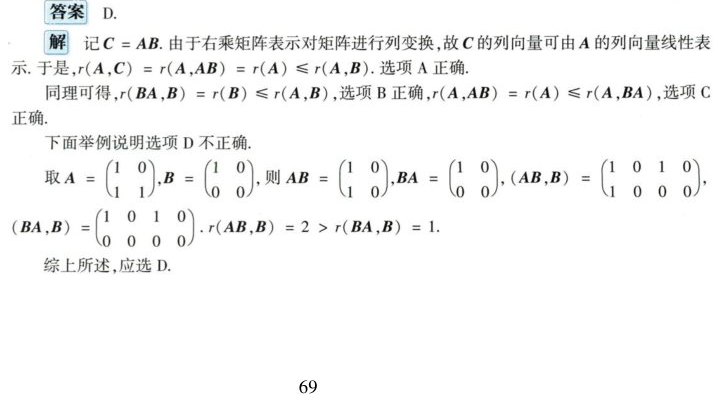 答案 D.
解 记 C = AB. 由于右乘矩阵表示对矩阵进行列变换,故 C 的列向量可由 A 的列向量线性表
示. 于是,r(A,C) = r(A,AB) = r(A) ≤ r(A,B). 选项 A 正确.
同理可得,r(BA,B) = r(B) ≤ r(A,B),选项 B 正确,r(A,AB) = r(A) ≤ r(A,BA),选项 C
正确.
下面举例说明选项 D 不正确.
取 A = (1 0; 1 1), B = (1 0; 0 0), 则 AB = (1 0; 1 0), BA = (1 0; 0 0), (AB,B) = (1 0 1 0; 1 0 0 0),
(BA,B) = (1 0 1 0; 0 0 0 0). r(AB,B) = 2 > r(BA,B) = 1.
综上所述,应选 D.
69